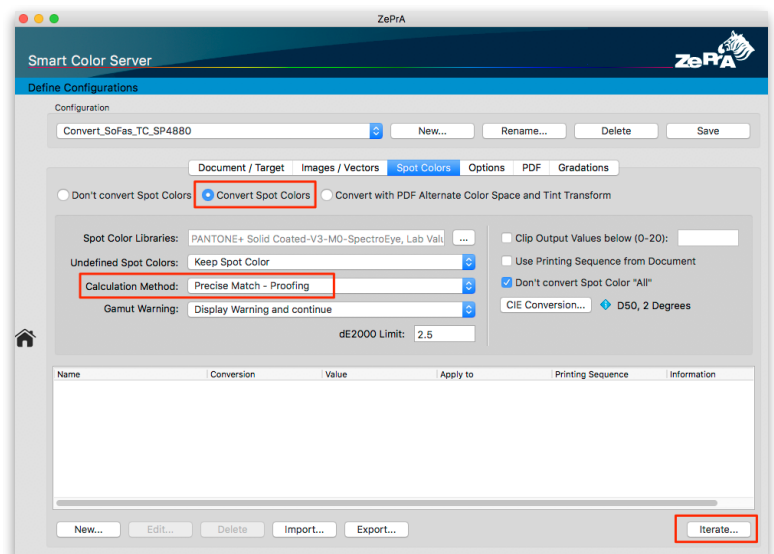 ZePrA
Smart Color Server
ZePrA
Define Configurations
Configuration
Convert_SoFas_TC_SP4880 New... Rename... Delete Save
Document / Target Images / Vectors Spot Colors Options PDF Gradations
Don't convert Spot Colors Convert Spot Colors Convert with PDF Alternate Color Space and Tint Transform
Spot Color Libraries: PANTONE+ Solid Coated-V3-M0-SpectroEye, Lab Valu ... Clip Output Values below (0-20):
Undefined Spot Colors: Keep Spot Color Use Printing Sequence from Document
Calculation Method: Precise Match - Proofing Don't convert Spot Color "All"
Gamut Warning: Display Warning and continue CIE Conversion... D50, 2 Degrees
dE2000 Limit: 2.5
Name Conversion Value Apply to Printing Sequence Information
New... Edit... Delete Import... Export... Iterate...